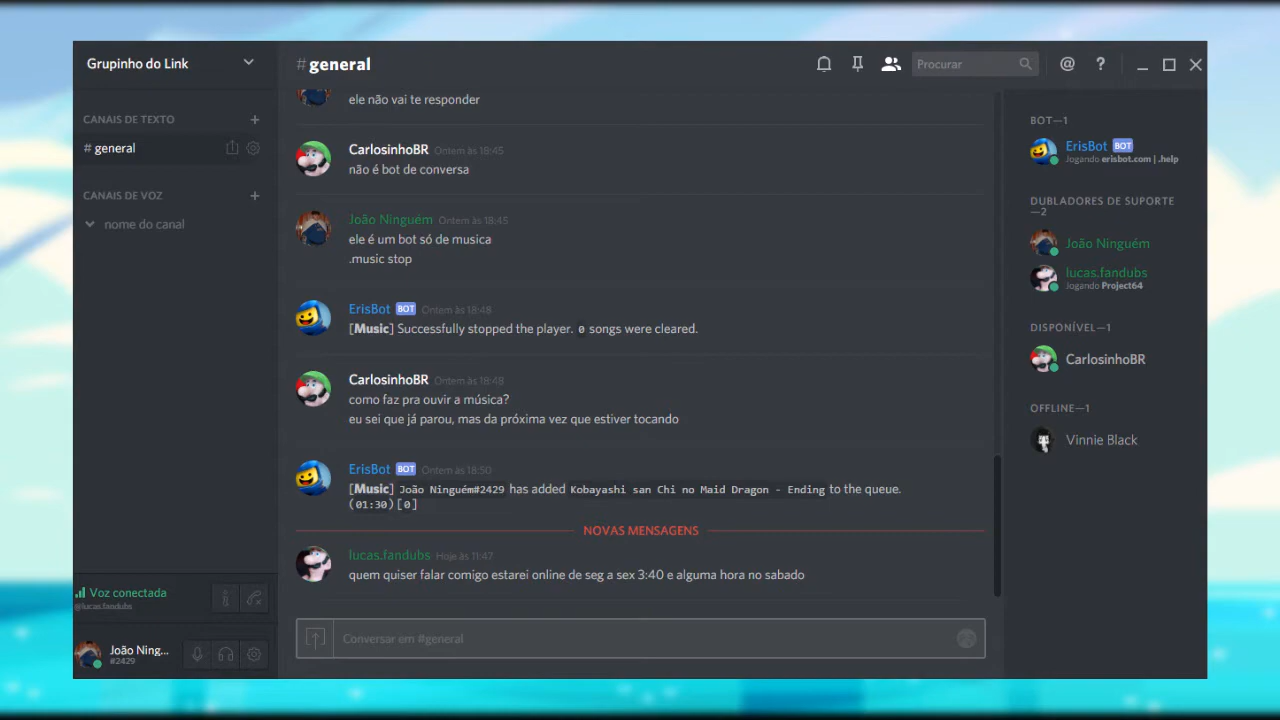 Grupinho do Link
CANAIS DE TEXTO
# general
CANAIS DE VOZ
nome do canal
Voz conectada
@lucas.fandubs
João Ning...
#2429
# general
Procurar
ele não vai te responder
CarlosinhoBR Ontem às 18:45
não é bot de conversa
João Ninguém Ontem às 18:45
ele é um bot só de musica
.music stop
ErisBot BOT Ontem às 18:48
[Music] Successfully stopped the player. 0 songs were cleared.
CarlosinhoBR Ontem às 18:48
como faz pra ouvir a música?
eu sei que já parou, mas da próxima vez que estiver tocando
ErisBot BOT Ontem às 18:50
[Music] João Ninguém#2429 has added Kobayashi san Chi no Maid Dragon - Ending to the queue.
(01:30)[0]
NOVAS MENSAGENS
lucas.fandubs Hoje às 11:47
quem quiser falar comigo estarei online de seg a sex 3:40 e alguma hora no sabado
Conversar em #general
BOT—1
ErisBot BOT
Jogando erisbot.com | .help
DUBLADORES DE SUPORTE
—2
João Ninguém
lucas.fandubs
Jogando Project64
DISPONÍVEL—1
CarlosinhoBR
OFFLINE—1
Vinnie Black